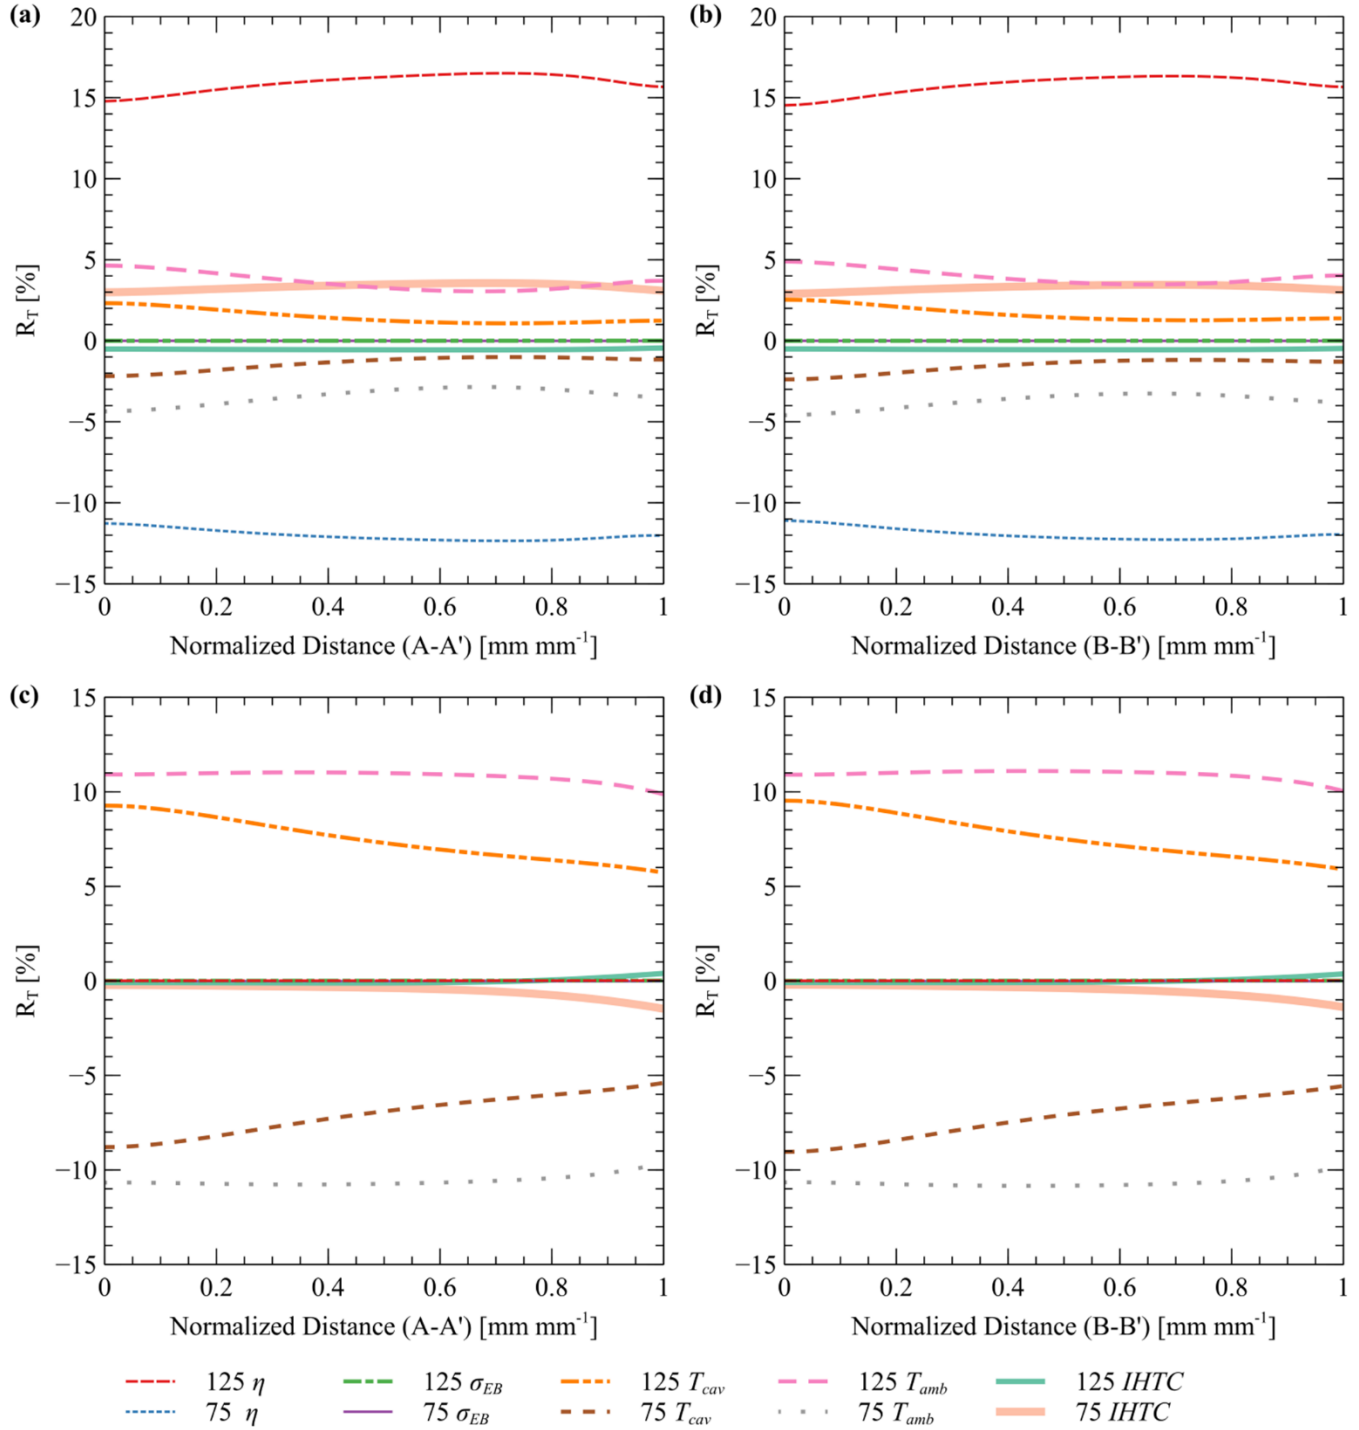 (a)
20
15
10
5
0
−5
−10
−15
R_T [%]
0 0.2 0.4 0.6 0.8 1
Normalized Distance (A-A') [mm mm⁻¹]
(b)
20
15
10
5
0
−5
−10
−15
R_T [%]
0 0.2 0.4 0.6 0.8 1
Normalized Distance (B-B') [mm mm⁻¹]
(c)
15
10
5
0
−5
−10
−15
R_T [%]
0 0.2 0.4 0.6 0.8 1
Normalized Distance (A-A') [mm mm⁻¹]
(d)
15
10
5
0
−5
−10
−15
R_T [%]
0 0.2 0.4 0.6 0.8 1
Normalized Distance (B-B') [mm mm⁻¹]
125 η 125 σ_EB 125 T_cav 125 T_amb 125 IHTC
75 η 75 σ_EB 75 T_cav 75 T_amb 75 IHTC